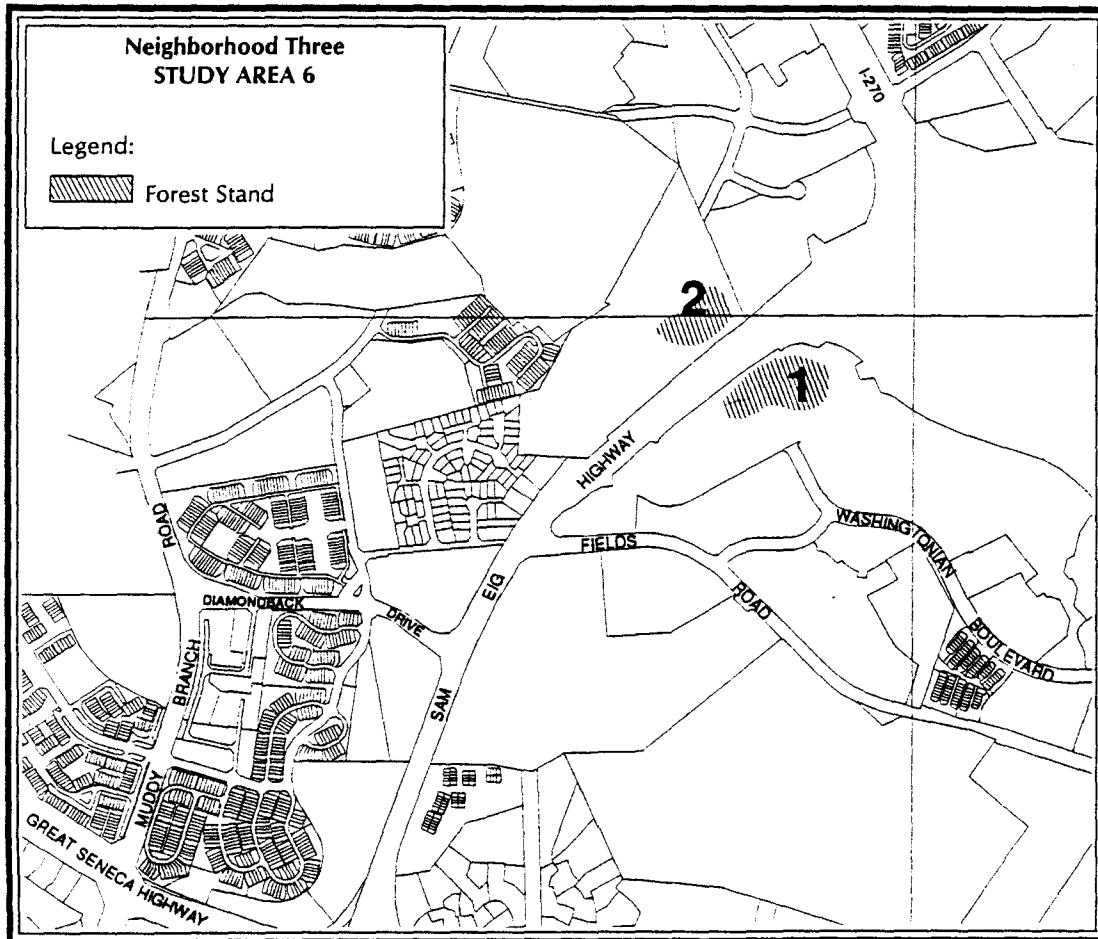 Neighborhood Three
STUDY AREA 6
Legend:
Forest Stand
I-270
2
1
HIGHWAY
ROAD
WASHINGTONIAN
FIELDS
EIG
ROAD
DIAMONDBACK
DRIVE
BOULEVARD
BRANCH
SAM
MUDDY
GREAT SENECA HIGHWAY